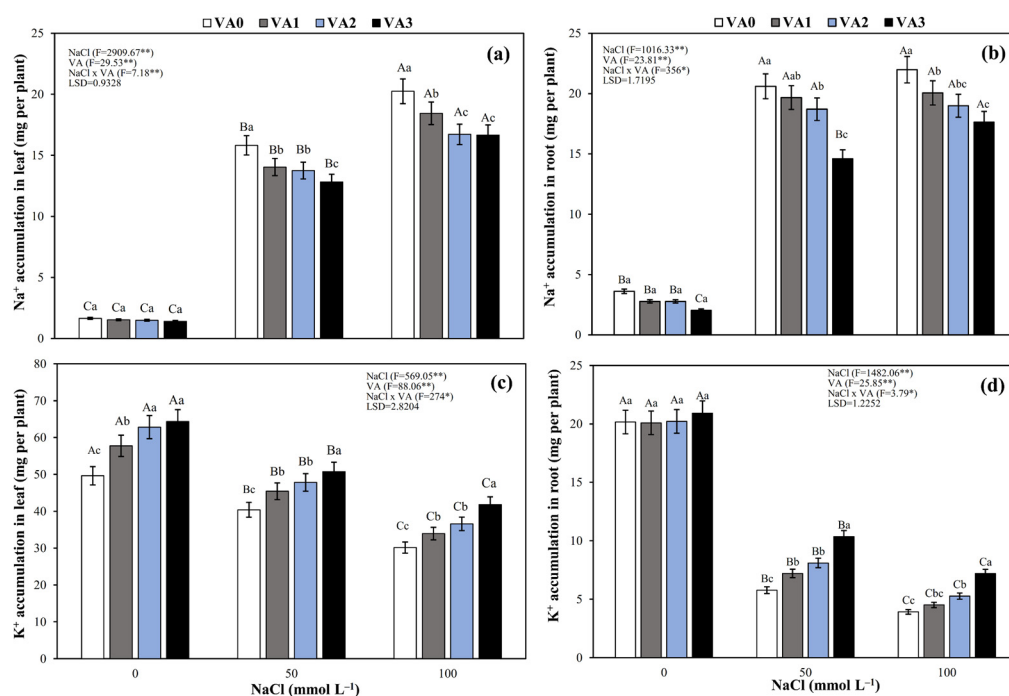 VA0 VA1 VA2 VA3
(a)
NaCl (F=2909.67**)
VA (F=29.53**)
NaCl x VA (F=7.18**)
LSD=0.9328
Na⁺ accumulation in leaf (mg per plant)
25
20
15
10
5
0
Ca Ca Ca Ca
Ba Bb Bb Bc
Aa Ab Ac Ac
VA0 VA1 VA2 VA3
(b)
NaCl (F=1016.33**)
VA (F=23.81**)
NaCl x VA (F=356*)
LSD=1.7195
Na⁺ accumulation in root (mg per plant)
25
20
15
10
5
0
Ba Ba Ba Ca
Aa Aab Ab Bc
Aa Ab Abc Ac
(c)
NaCl (F=569.05**)
VA (F=88.06**)
NaCl x VA (F=274*)
LSD=2.8204
K⁺ accumulation in leaf (mg per plant)
80
70
60
50
40
30
20
10
0
Ac Ab Aa Aa
Bc Bb Bb Ba
Cc Cb Cb Ca
0 50 100
NaCl (mmol L⁻¹)
(d)
NaCl (F=1482.06**)
VA (F=25.85**)
NaCl x VA (F=3.79*)
LSD=1.2252
K⁺ accumulation in root (mg per plant)
25
20
15
10
5
0
Aa Aa Aa Aa
Bc Bb Bb Ba
Cc Cbc Cb Ca
0 50 100
NaCl (mmol L⁻¹)